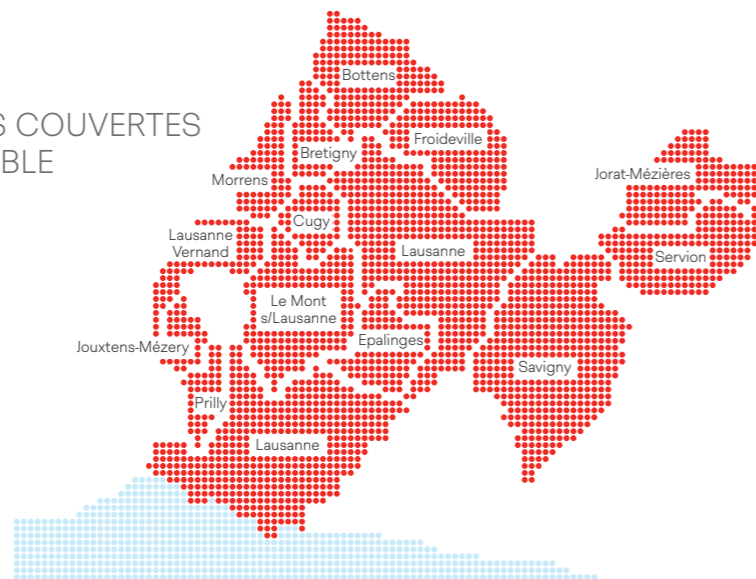 S COUVERTES
BLE
Bottens
Froideville
Bretigny
Morrens
Jorat-Mézières
Cugy
Lausanne
Vernand
Lausanne
Servion
Le Mont
s/Lausanne
Epalinges
Jouxtens-Mézery
Savigny
Prilly
Lausanne